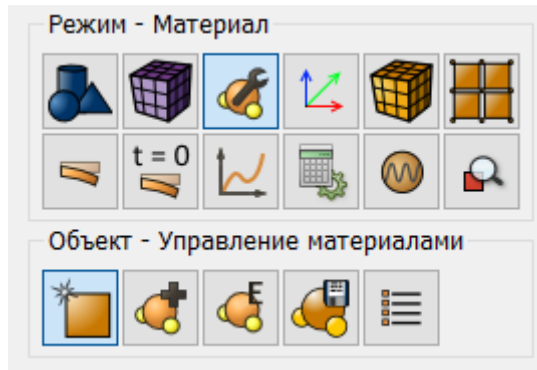 Режим - Материал
t = 0
E
Объект - Управление материалами
E